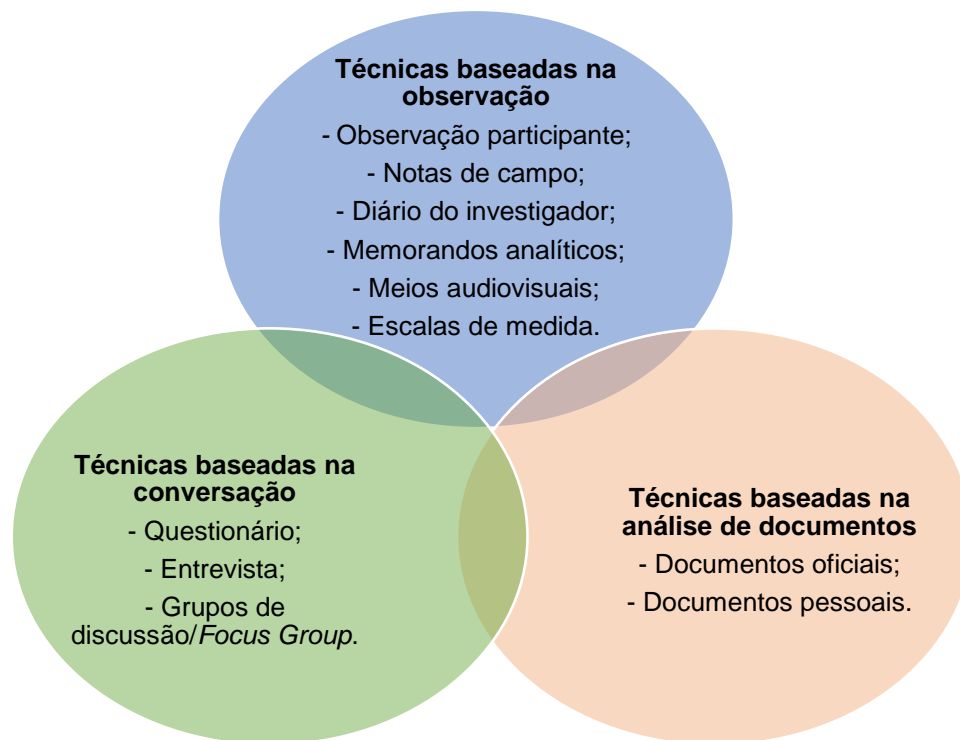 Técnicas baseadas na
observação
- Observação participante;
- Notas de campo;
- Diário do investigador;
- Memorandos analíticos;
- Meios audiovisuais;
- Escalas de medida.
Técnicas baseadas na
conversação
- Questionário;
- Entrevista;
- Grupos de
discussão/Focus Group.
Técnicas baseadas na
análise de documentos
- Documentos oficiais;
- Documentos pessoais.